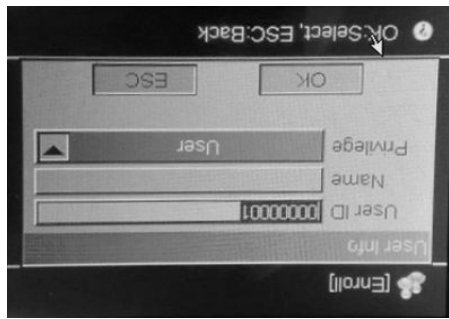 [Enroll]
User Info
User ID 00000001
Name
Privilege User
OK ESC
OK:Select, ESC:Back